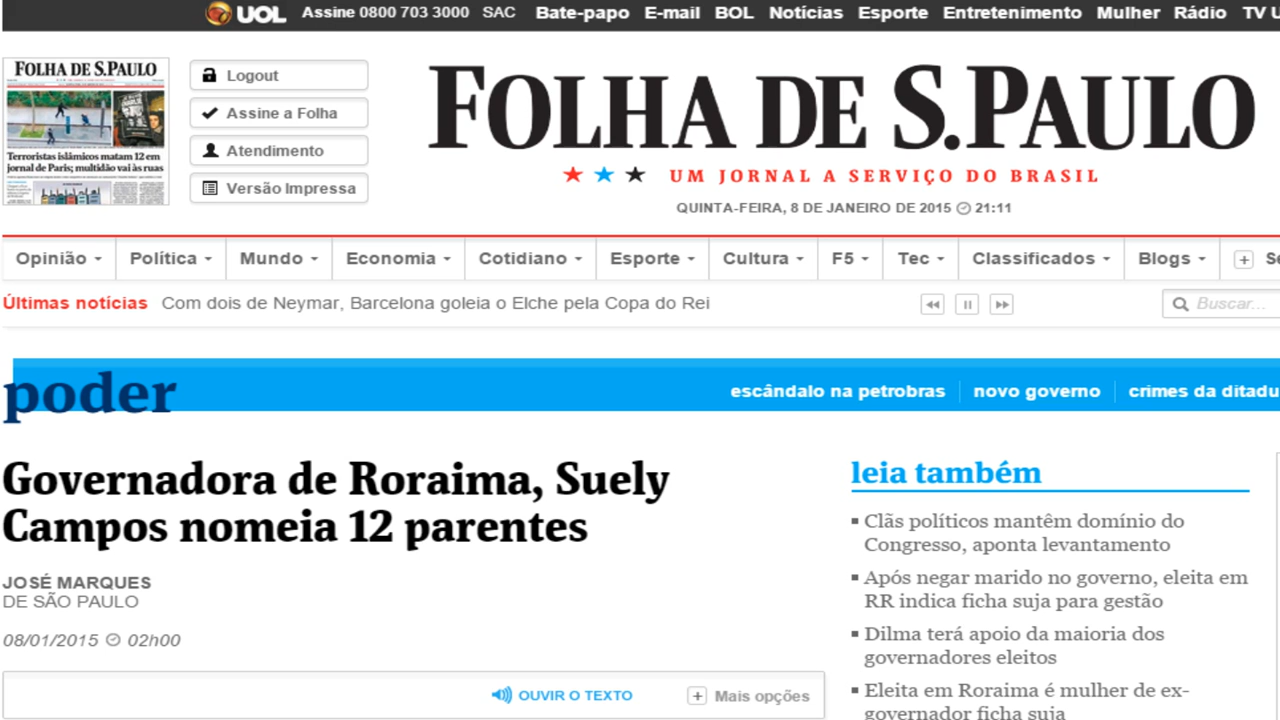 UOL Assine 0800 703 3000 SAC Bate-papo E-mail BOL Notícias Esporte Entretenimento Mulher Rádio TV U
FOLHA DE S.PAULO
Terroristas islâmicos matam 12 em
jornal de Paris; multidão vai às ruas
Logout
Assine a Folha
Atendimento
Versão Impressa
FOLHA DE S.PAULO
UM JORNAL A SERVIÇO DO BRASIL
QUINTA-FEIRA, 8 DE JANEIRO DE 2015 21:11
Opinião Política Mundo Economia Cotidiano Esporte Cultura F5 Tec Classificados Blogs + Se
Últimas notícias Com dois de Neymar, Barcelona goleia o Elche pela Copa do Rei Buscar...
poder
escândalo na petrobras novo governo crimes da ditadu
Governadora de Roraima, Suely
Campos nomeia 12 parentes
JOSÉ MARQUES
DE SÃO PAULO
08/01/2015 02h00
OUVIR O TEXTO + Mais opções
leia também
Clãs políticos mantêm domínio do
Congresso, aponta levantamento
Após negar marido no governo, eleita em
RR indica ficha suja para gestão
Dilma terá apoio da maioria dos
governadores eleitos
Eleita em Roraima é mulher de ex-
governador ficha suja